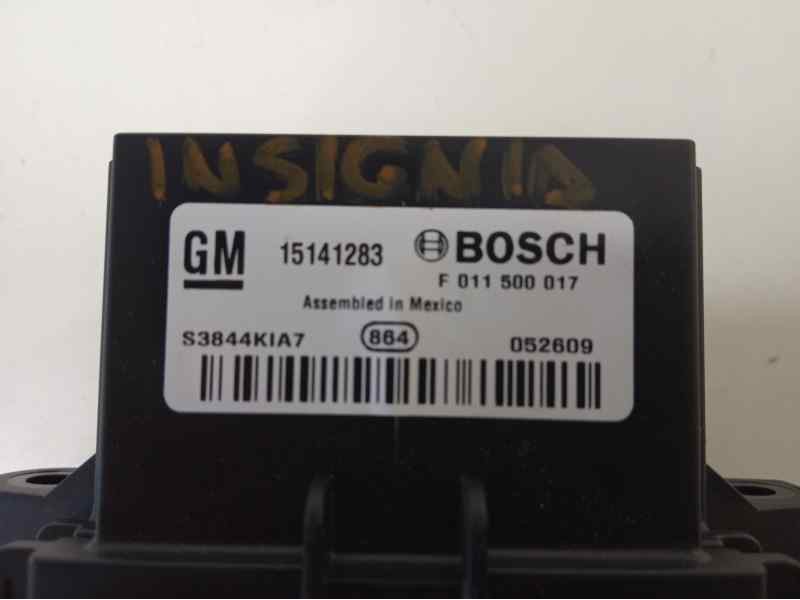 INSIGNIA
GM 15141283 BOSCH
F 011 500 017
Assembled in Mexico
S3844KIA7 864 052609